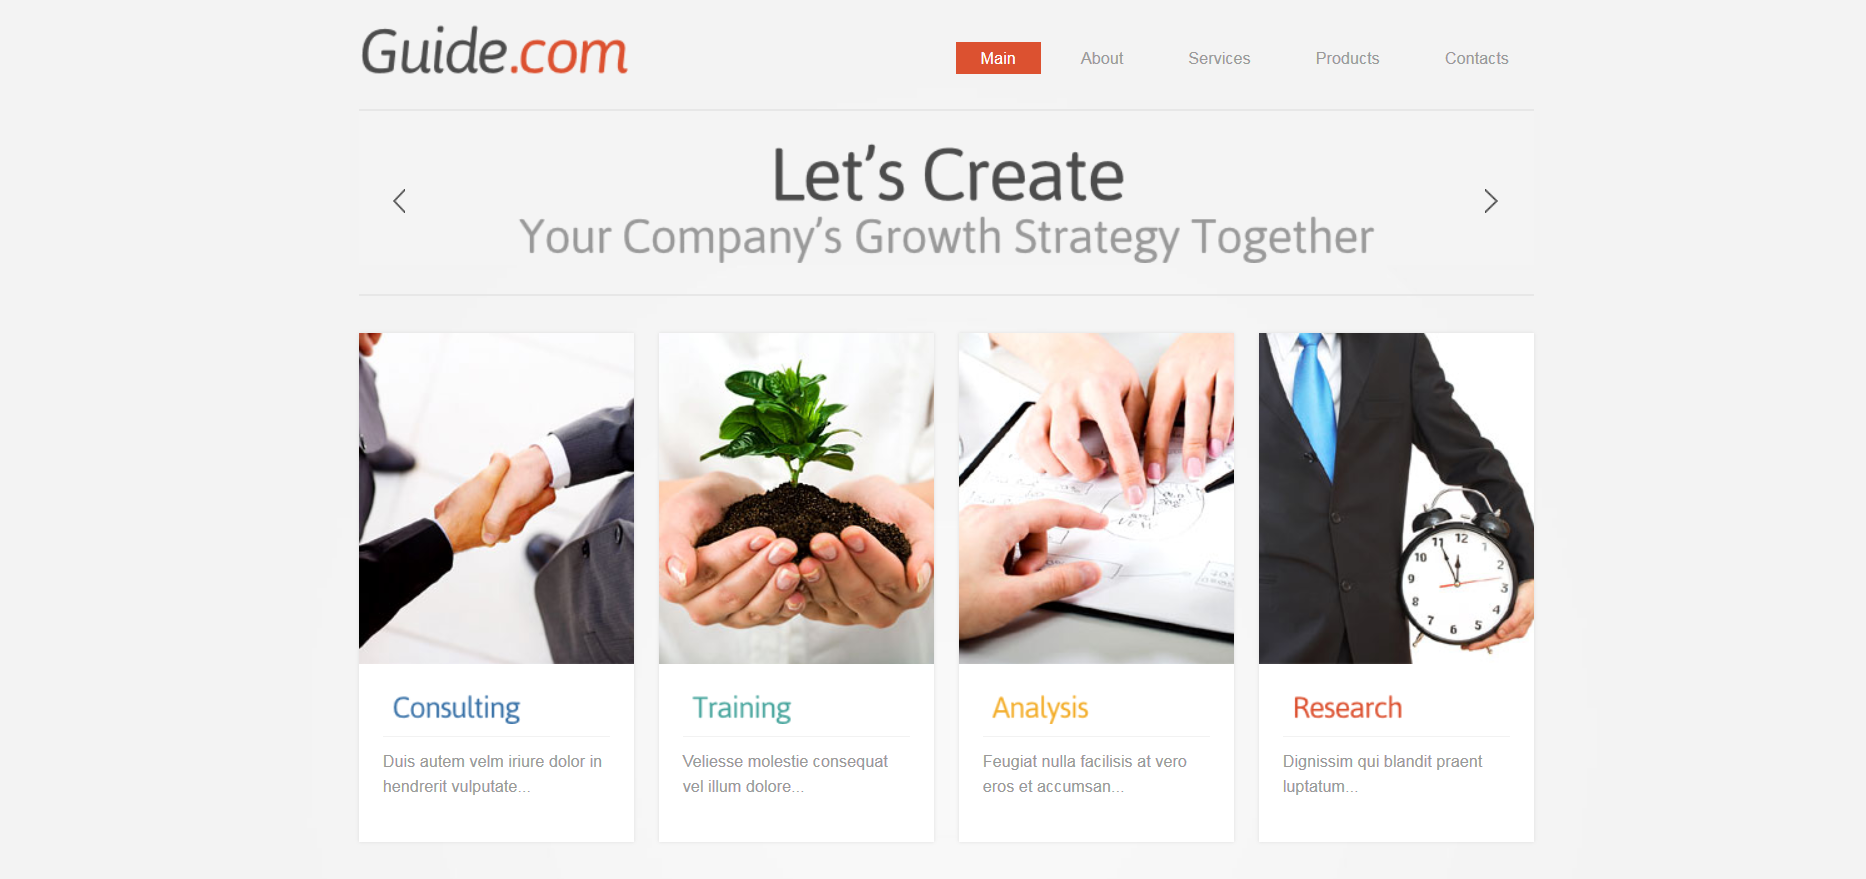 Guide.com
Main About Services Products Contacts
Let's Create
Your Company's Growth Strategy Together
12
1
2
3
4
5
6
7
8
9
10
11
Consulting
Duis autem velm iriure dolor in
hendrerit vulputate...
Training
Veliesse molestie consequat
vel illum dolore...
Analysis
Feugiat nulla facilisis at vero
eros et accumsan...
Research
Dignissim qui blandit praent
luptatum...